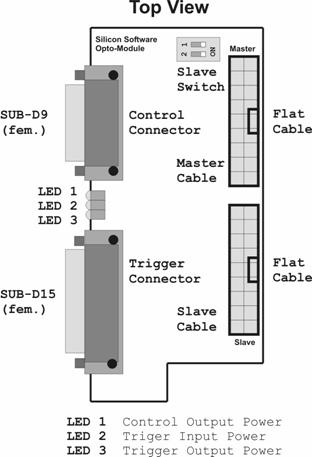 Top View
Silicon Software
Opto-Module
1
2
ON
Master
Slave
Switch
SUB-D9
(fem.)
Control
Connector
Flat
Cable
Master
Cable
LED 1
LED 2
LED 3
SUB-D15
(fem.)
Trigger
Connector
Flat
Cable
Slave
Cable
Slave
LED 1 Control Output Power
LED 2 Triger Input Power
LED 3 Trigger Output Power